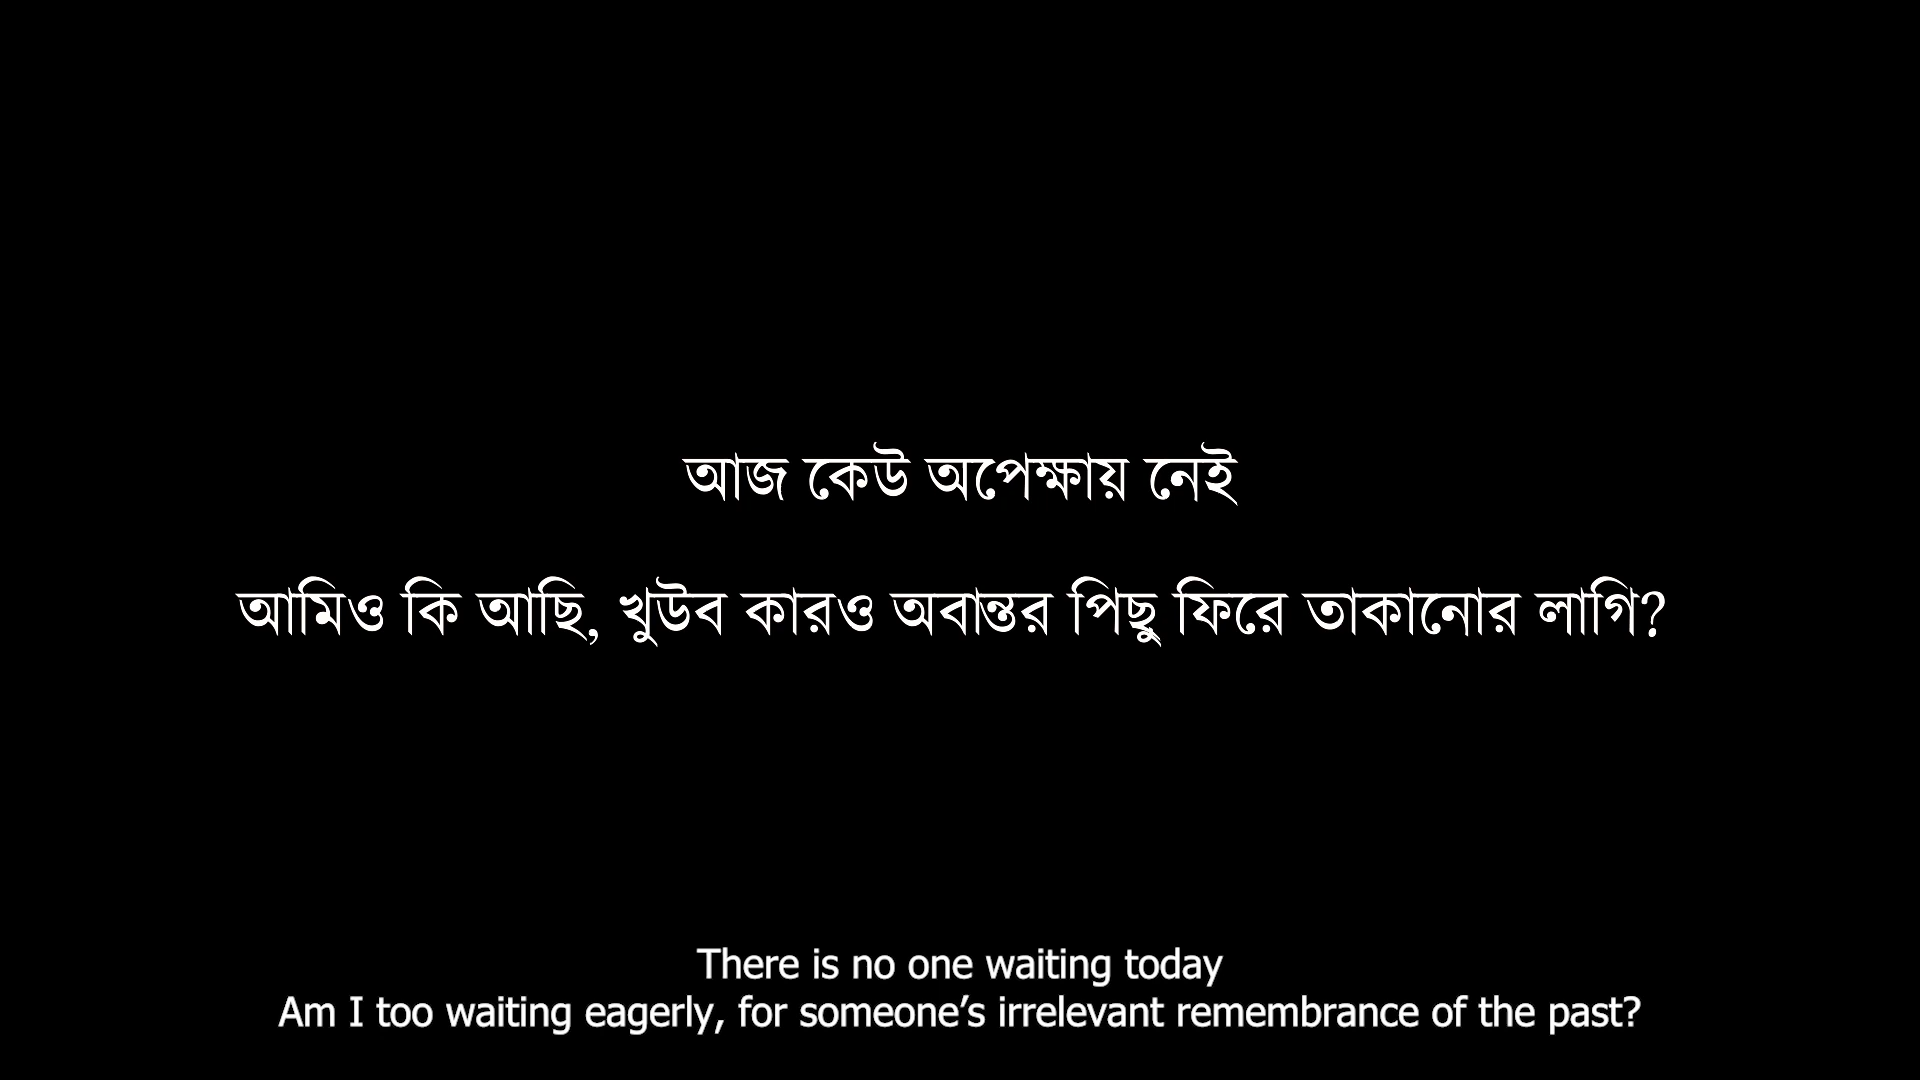 আজ কেউ অপেক্ষায় নেই
আমিও কি আছি, খুউব কারও অবান্তর পিছু ফিরে তাকানোর লাগি?
There is no one waiting today
Am I too waiting eagerly, for someone’s irrelevant remembrance of the past?